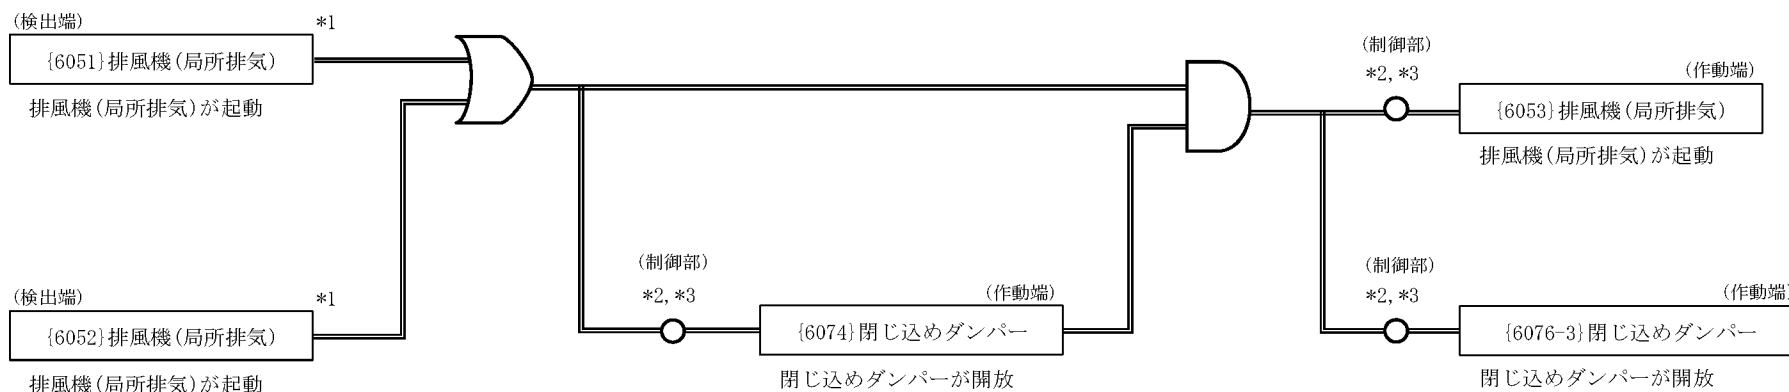 (検出端)
*1
{6051}排風機(局所排気)
排風機(局所排気)が起動
(検出端)
*1
{6052}排風機(局所排気)
排風機(局所排気)が起動
(制御部)
*2,*3
(作動端)
{6074}閉じ込めダンパー
閉じ込めダンパーが開放
(制御部)
*2,*3
(作動端)
{6053}排風機(局所排気)
排風機(局所排気)が起動
(制御部)
*2,*3
(作動端)
{6076-3}閉じ込めダンパー
閉じ込めダンパーが開放